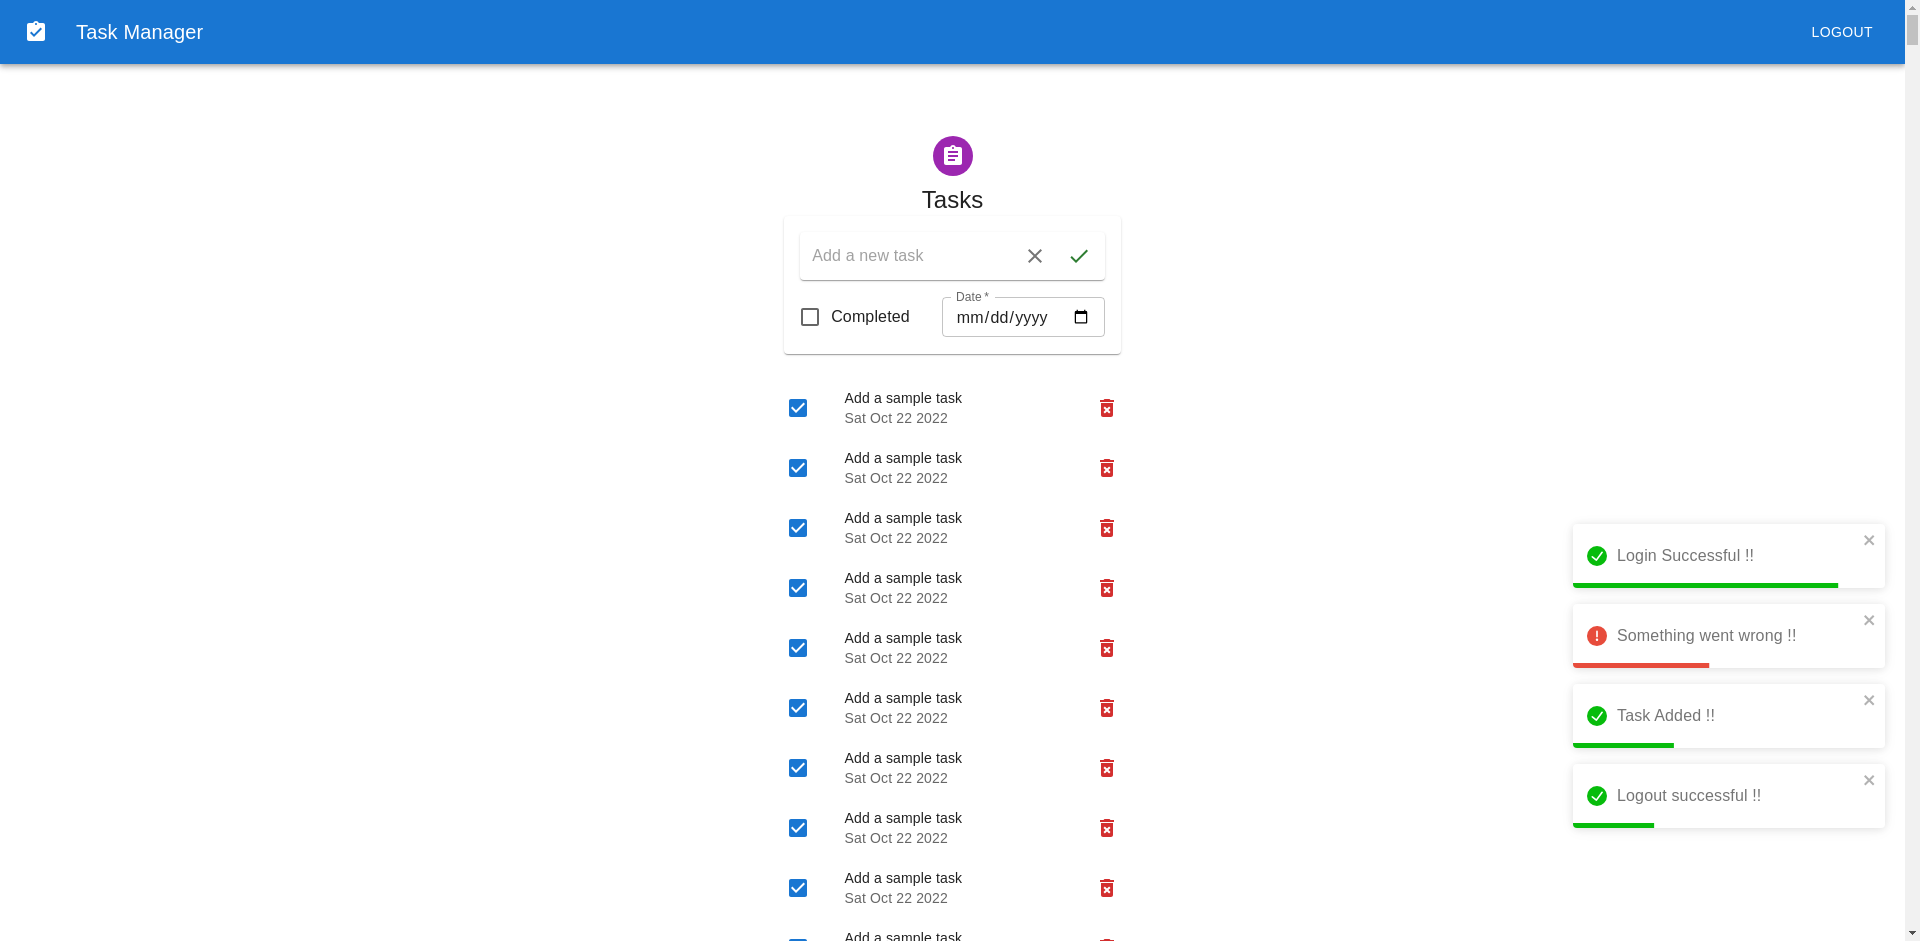 Task Manager
LOGOUT
Tasks
Add a new task
Completed
Date *
mm/dd/yyyy
Add a sample task
Sat Oct 22 2022
Add a sample task
Sat Oct 22 2022
Add a sample task
Sat Oct 22 2022
Add a sample task
Sat Oct 22 2022
Add a sample task
Sat Oct 22 2022
Add a sample task
Sat Oct 22 2022
Add a sample task
Sat Oct 22 2022
Add a sample task
Sat Oct 22 2022
Add a sample task
Sat Oct 22 2022
Add a sample task
Login Successful !!
Something went wrong !!
Task Added !!
Logout successful !!